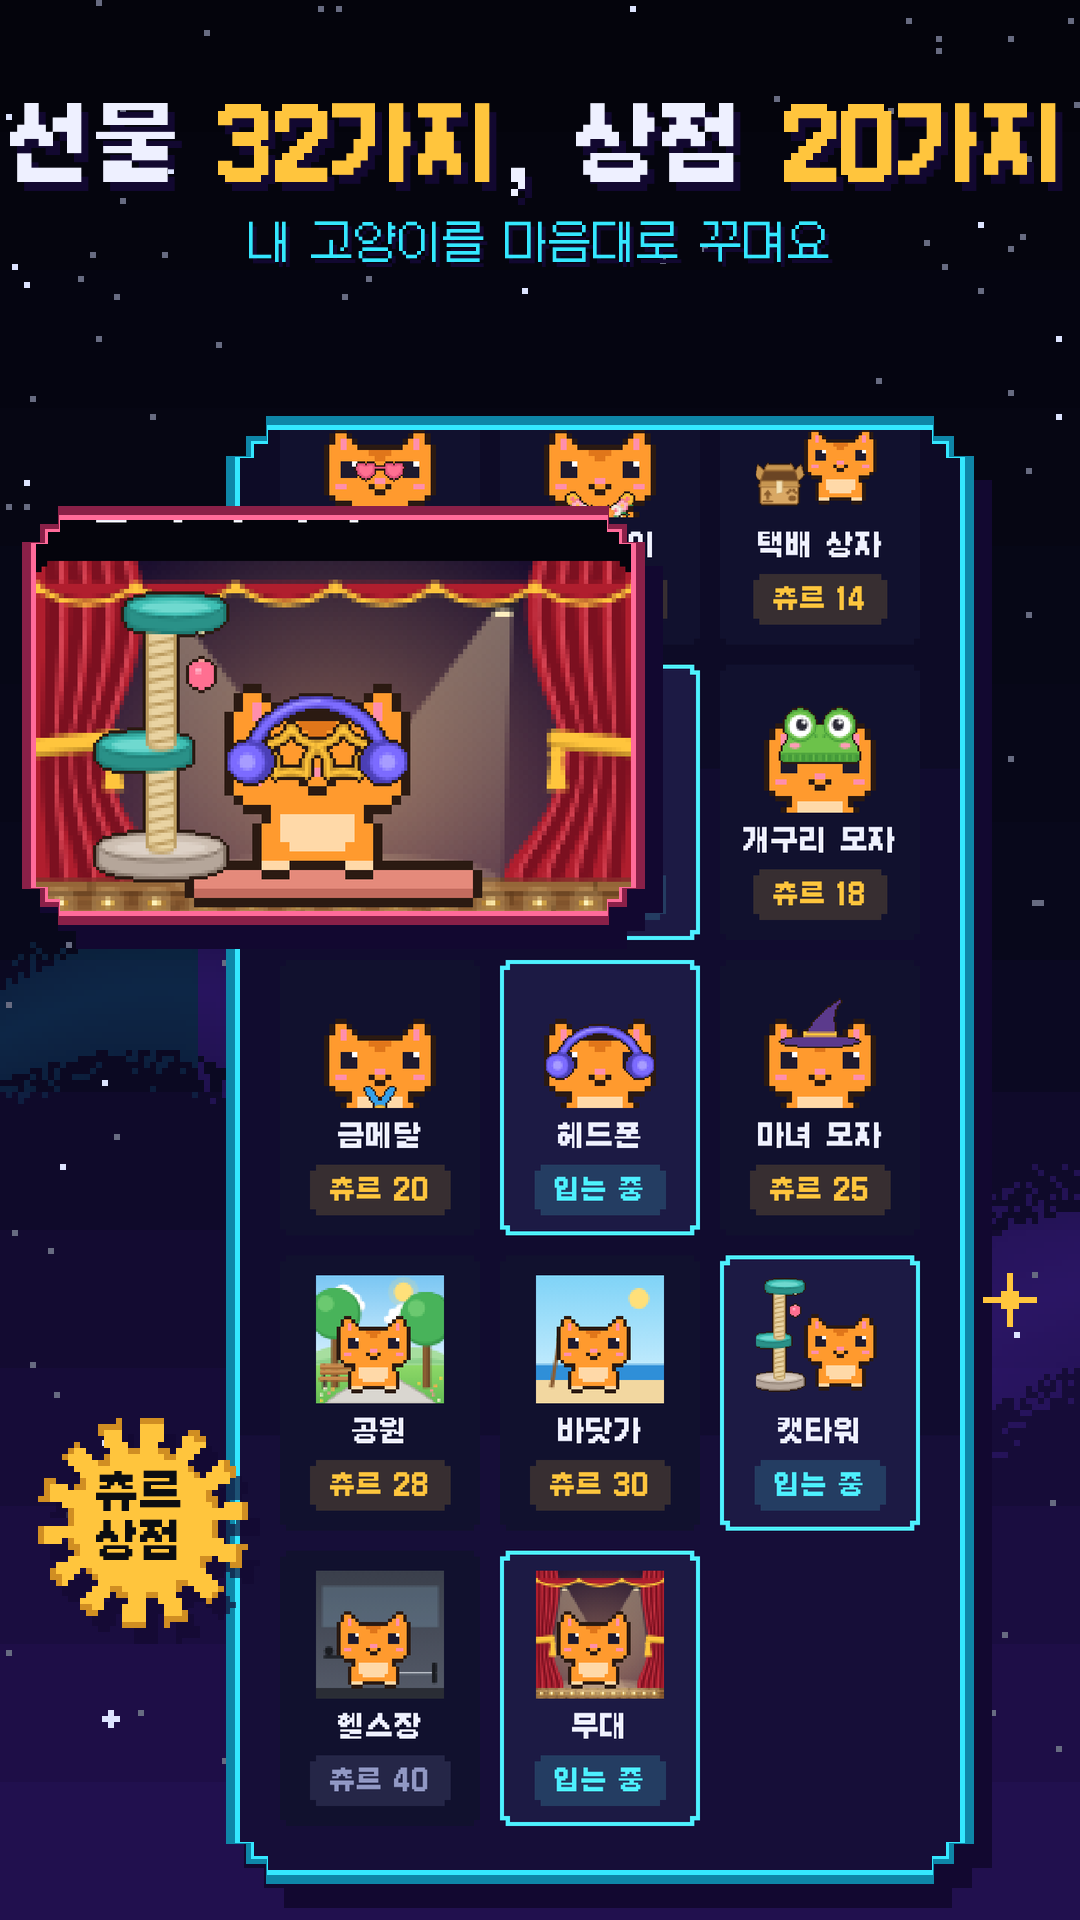 선물 32가지, 상점 20가지
내 고양이를 마음대로 꾸며요
택배 상자
츄르 14
개구리 모자
츄르 18
금메달
츄르 20
헤드폰
입는 중
마녀 모자
츄르 25
공원
츄르 28
바닷가
츄르 30
캣타워
입는 중
츄르
상점
헬스장
츄르 40
무대
입는 중